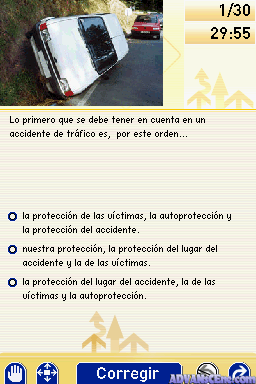 1/30
29:55
Lo primero que se debe tener en cuenta en un
accidente de tráfico es, por este orden...
la protección de las víctimas, la autoprotección y
la protección del accidente.
nuestra protección, la protección del lugar del
accidente y la de las víctimas.
la protección del lugar del accidente, la de las
víctimas y la autoprotección.
Corregir